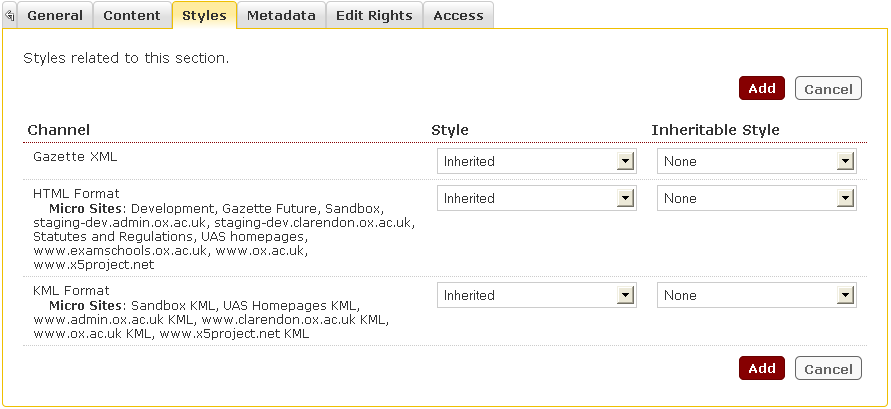 General Content Styles Metadata Edit Rights Access
Styles related to this section.
Add Cancel
Channel Style Inheritable Style
Gazette XML Inherited None
HTML Format Inherited None
Micro Sites: Development, Gazette Future, Sandbox,
staging-dev.admin.ox.ac.uk, staging-dev.clarendon.ox.ac.uk,
Statutes and Regulations, UAS homepages,
www.examschools.ox.ac.uk, www.ox.ac.uk,
www.x5project.net
KML Format Inherited None
Micro Sites: Sandbox KML, UAS Homepages KML,
www.admin.ox.ac.uk KML, www.clarendon.ox.ac.uk KML,
www.ox.ac.uk KML, www.x5project.net KML
Add Cancel